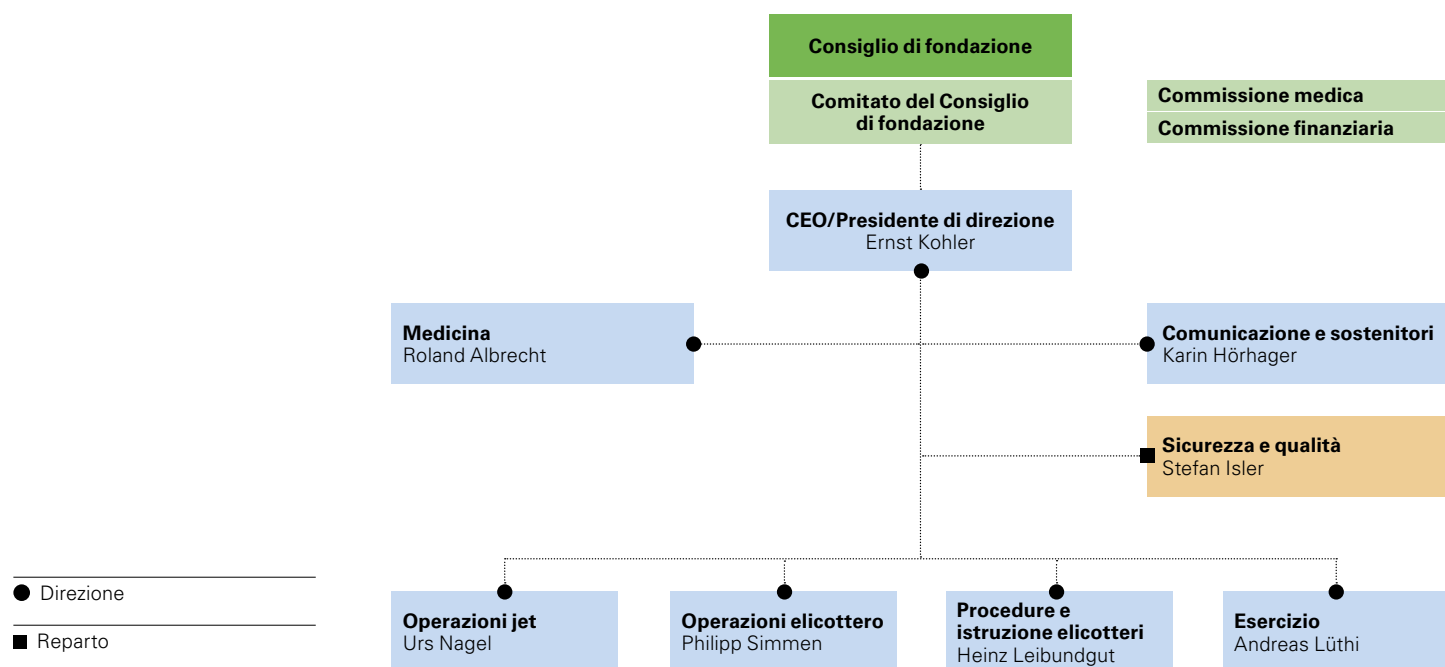 Consiglio di fondazione
Comitato del Consiglio
di fondazione
Commissione medica
Commissione finanziaria
CEO/Presidente di direzione
Ernst Kohler
Medicina
Roland Albrecht
Comunicazione e sostenitori
Karin Hörhager
Sicurezza e qualità
Stefan Isler
Direzione
Reparto
Operazioni jet
Urs Nagel
Operazioni elicottero
Philipp Simmen
Procedure e
istruzione elicotteri
Heinz Leibundgut
Esercizio
Andreas Lüthi